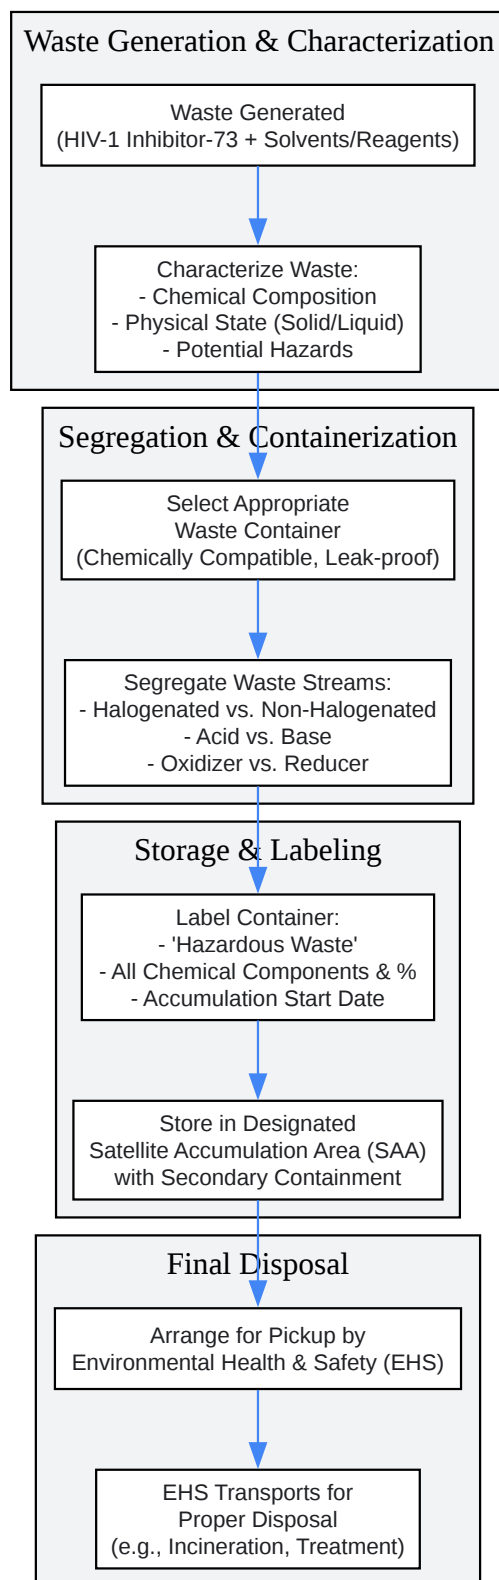 Waste Generation & Characterization
Waste Generated
(HIV-1 Inhibitor-73 + Solvents/Reagents)
Characterize Waste:
- Chemical Composition
- Physical State (Solid/Liquid)
- Potential Hazards
Segregation & Containerization
Select Appropriate
Waste Container
(Chemically Compatible, Leak-proof)
Segregate Waste Streams:
- Halogenated vs. Non-Halogenated
- Acid vs. Base
- Oxidizer vs. Reducer
Storage & Labeling
Label Container:
- 'Hazardous Waste'
- All Chemical Components & %
- Accumulation Start Date
Store in Designated
Satellite Accumulation Area (SAA)
with Secondary Containment
Final Disposal
Arrange for Pickup by
Environmental Health & Safety (EHS)
EHS Transports for
Proper Disposal
(e.g., Incineration, Treatment)